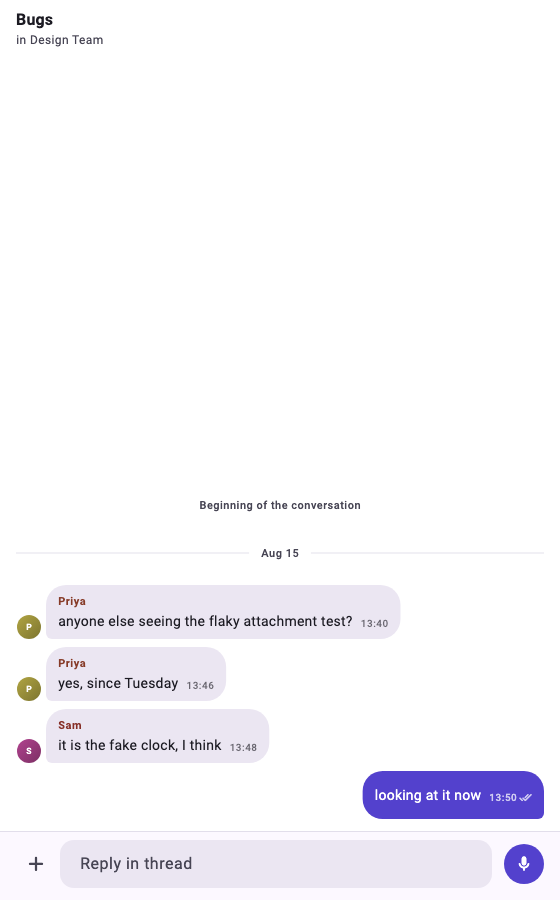 Bugs
in Design Team
Beginning of the conversation
Aug 15
Priya
anyone else seeing the flaky attachment test? 13:40
P
Priya
yes, since Tuesday 13:46
P
Sam
it is the fake clock, I think 13:48
S
looking at it now 13:50
Reply in thread